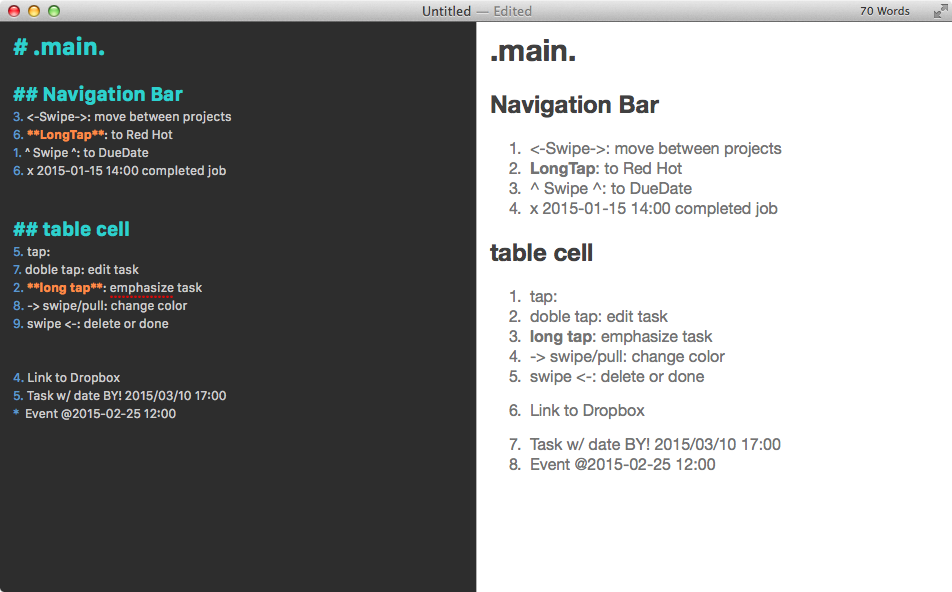 Untitled — Edited
70 Words
# .main.
## Navigation Bar
3. <-Swipe->: move between projects
6. **LongTap**: to Red Hot
1. ^ Swipe ^: to DueDate
6. x 2015-01-15 14:00 completed job
## table cell
5. tap:
7. doble tap: edit task
2. **long tap**: emphasize task
8. -> swipe/pull: change color
9. swipe <-: delete or done
4. Link to Dropbox
5. Task w/ date BY! 2015/03/10 17:00
* Event @2015-02-25 12:00
.main.
Navigation Bar
1. <-Swipe->: move between projects
2. LongTap: to Red Hot
3. ^ Swipe ^: to DueDate
4. x 2015-01-15 14:00 completed job
table cell
1. tap:
2. doble tap: edit task
3. long tap: emphasize task
4. -> swipe/pull: change color
5. swipe <-: delete or done
6. Link to Dropbox
7. Task w/ date BY! 2015/03/10 17:00
8. Event @2015-02-25 12:00